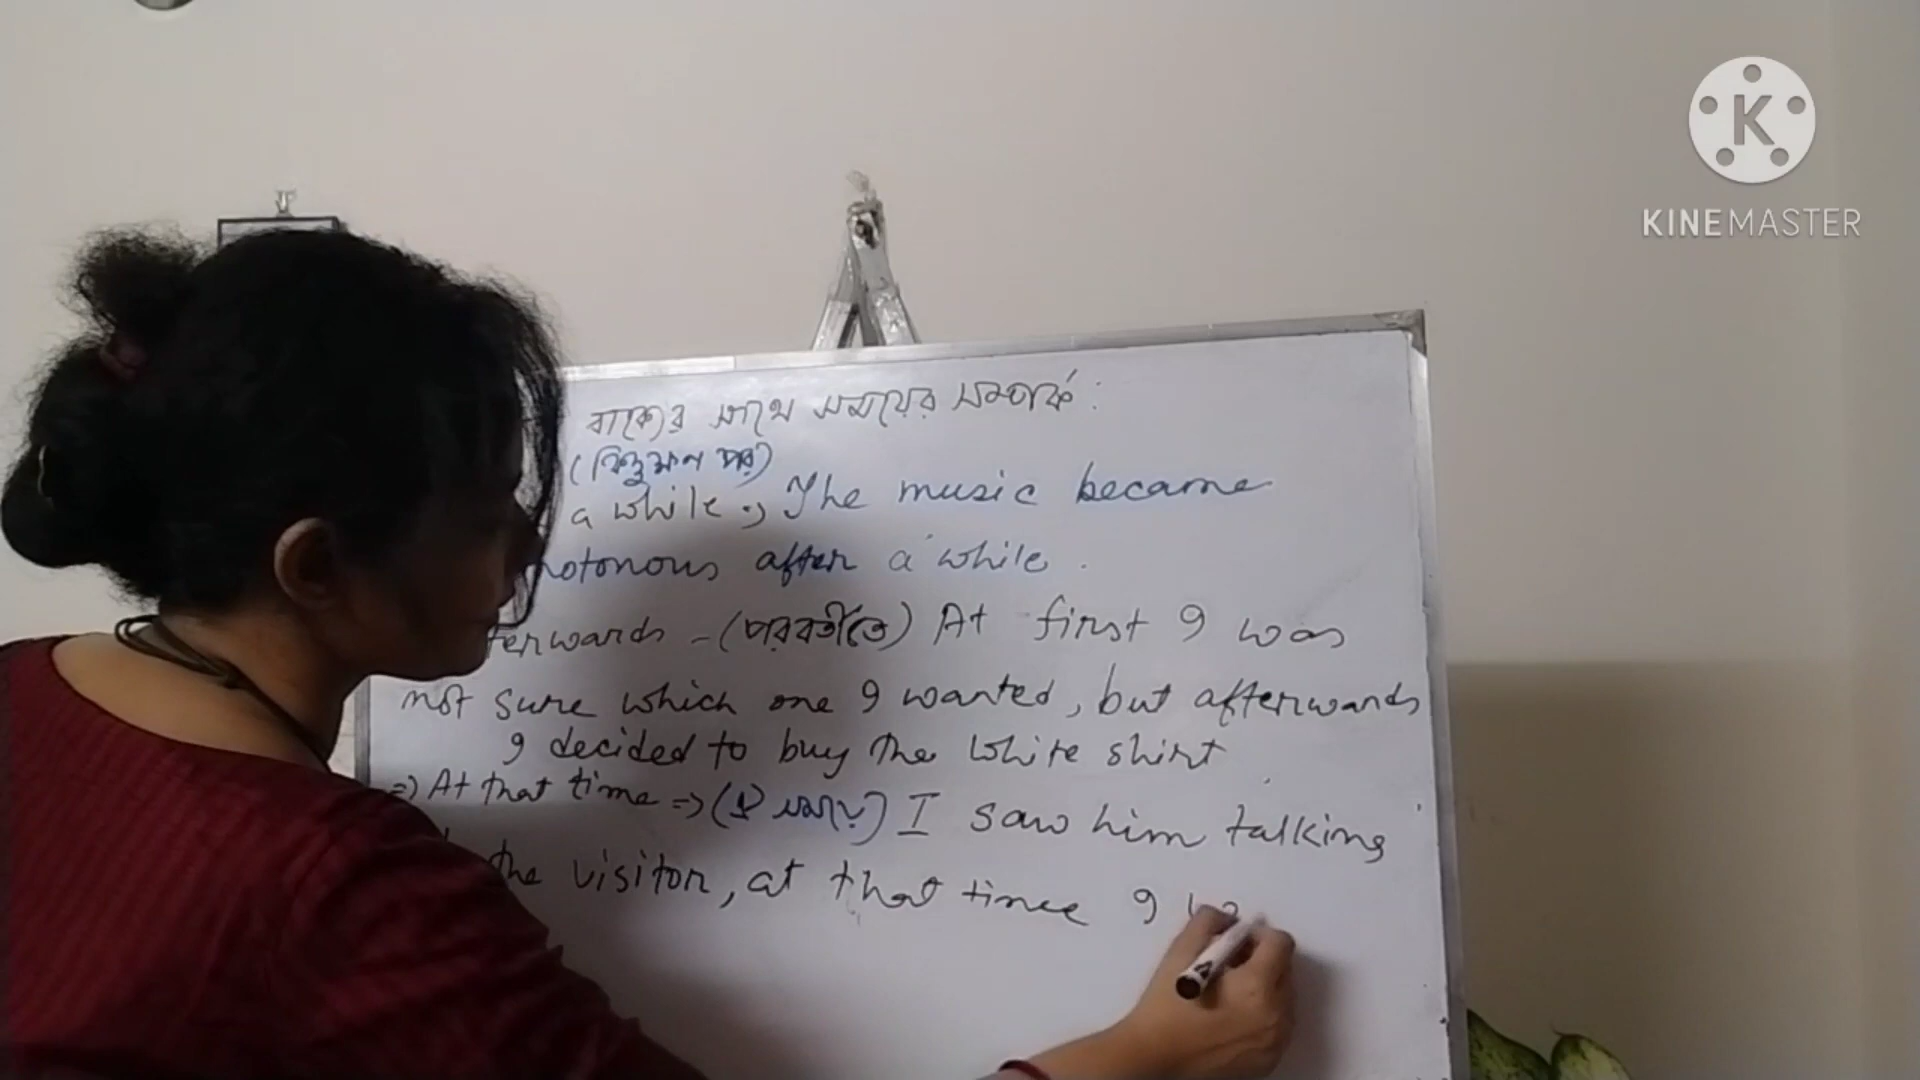 K
KINEMASTER
বাক্যের সাথে সময়ের সম্পর্ক :
(কিছুক্ষণ পর)
a while => The music became
notonous after a while .
terwards - (পরবর্তীতে) At first I was
not sure which one I wanted, but afterwards
I decided to buy the white shirt
=> At that time => (ঐ সময়ে) I saw him talking
the visitor, at that time I